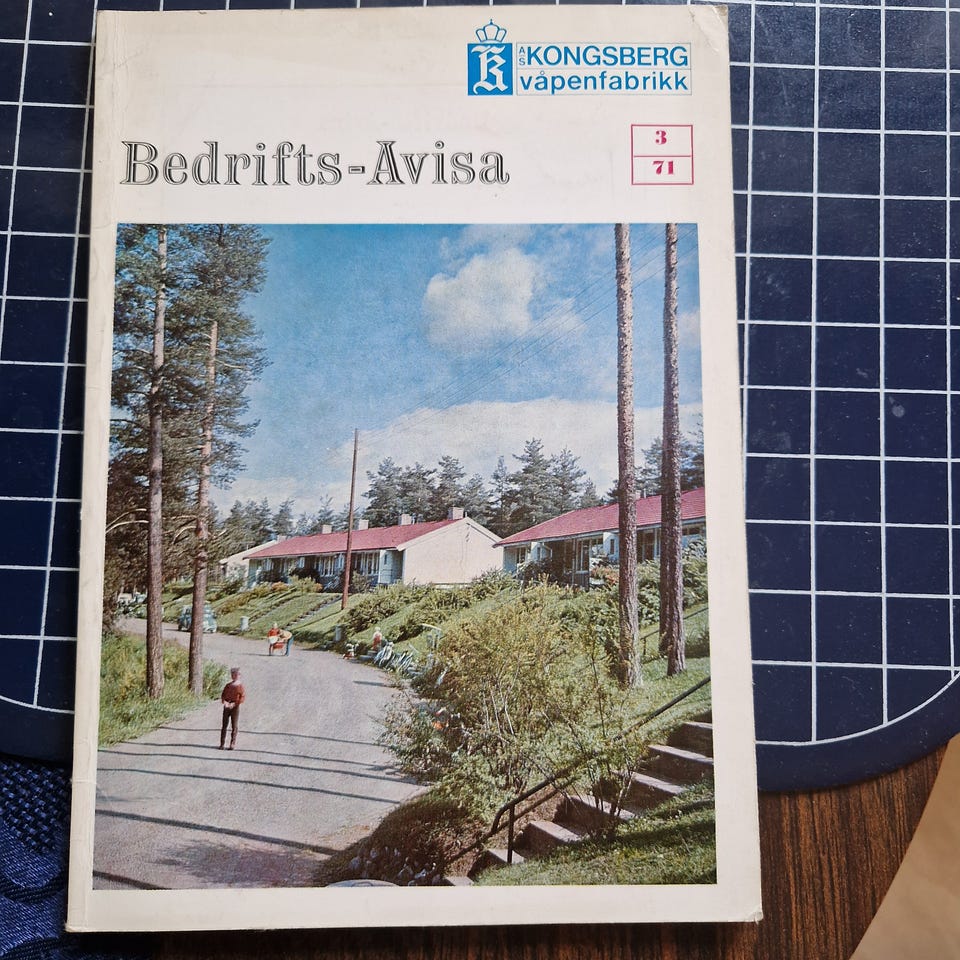 K
A/S KONGSBERG
våpenfabrikk
Bedrifts-Avisa
3
71